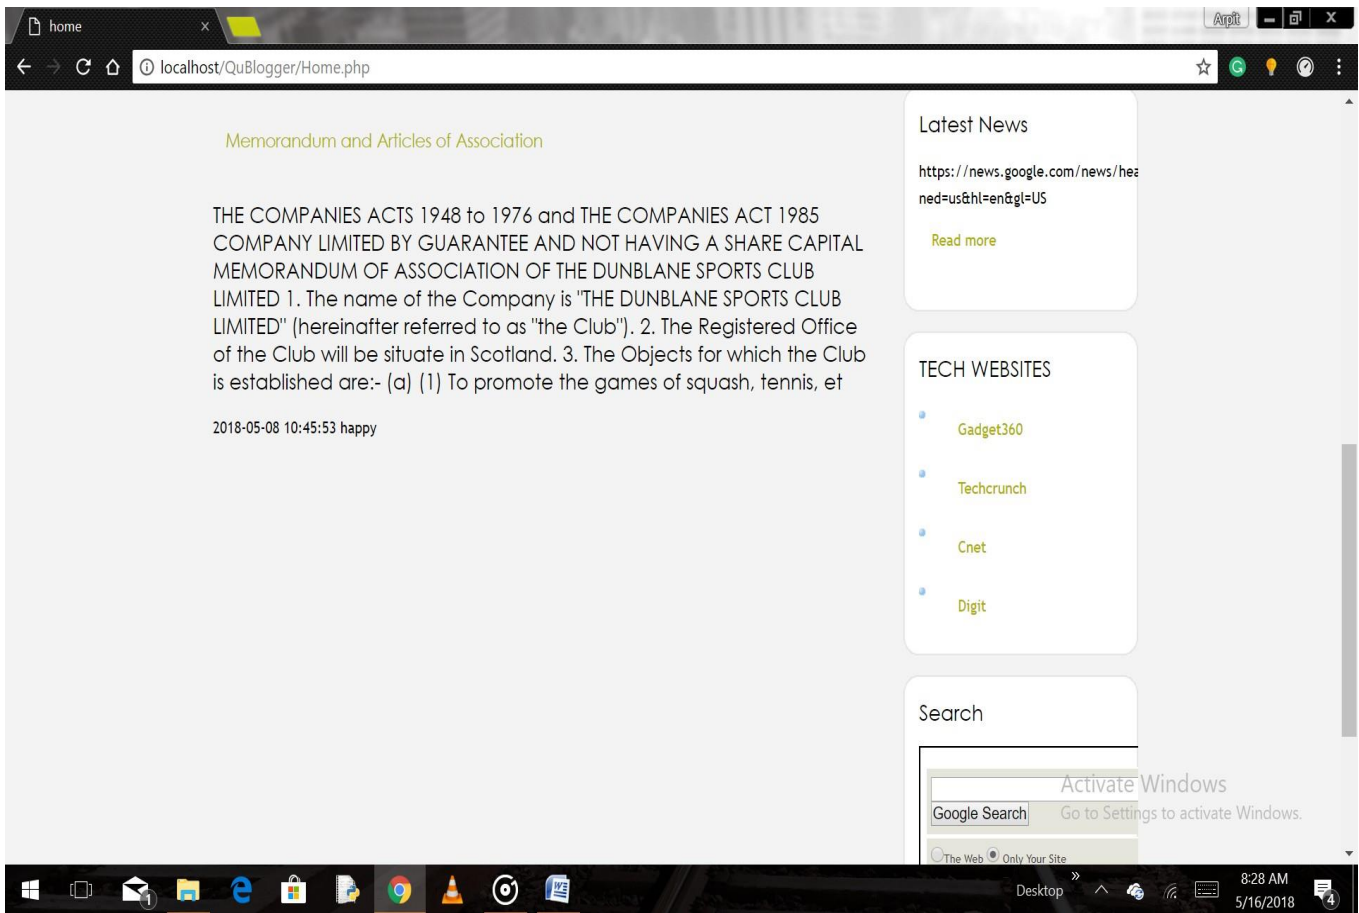 home
Arpit
localhost/QuBlogger/Home.php
Memorandum and Articles of Association
THE COMPANIES ACTS 1948 to 1976 and THE COMPANIES ACT 1985
COMPANY LIMITED BY GUARANTEE AND NOT HAVING A SHARE CAPITAL
MEMORANDUM OF ASSOCIATION OF THE DUNBLANE SPORTS CLUB
LIMITED 1. The name of the Company is "THE DUNBLANE SPORTS CLUB
LIMITED" (hereinafter referred to as "the Club"). 2. The Registered Office
of the Club will be situate in Scotland. 3. The Objects for which the Club
is established are:- (a) (1) To promote the games of squash, tennis, et
2018-05-08 10:45:53 happy
Latest News
https://news.google.com/news/hea
ned=us&hl=en&gl=US
Read more
TECH WEBSITES
Gadget360
Techcrunch
Cnet
Digit
Search
Google Search
The Web Only Your Site
Activate Windows
Go to Settings to activate Windows.
1
Desktop
8:28 AM
5/16/2018
4